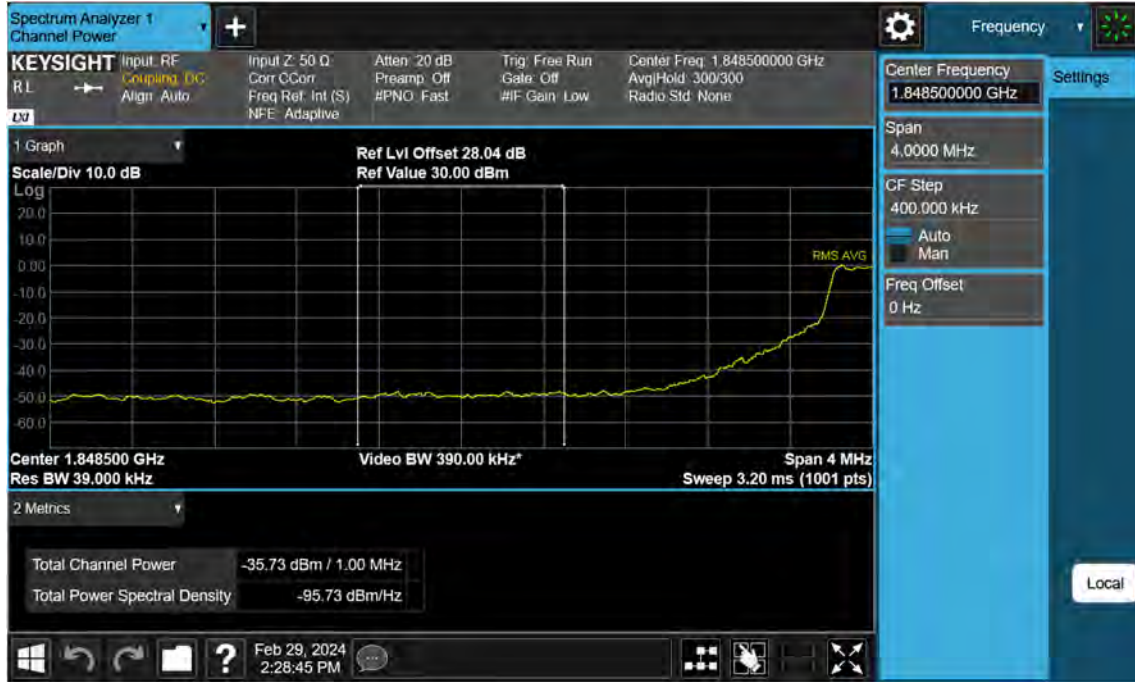 Spectrum Analyzer 1
Channel Power
Frequency
KEYSIGHT
RL
LXI
Input: RF
Coupling: DC
Align: Auto
Input Z: 50 Ω
Corr CCorr
Freq Ref: Int (S)
NFE: Adaptive
Atten: 20 dB
Preamp: Off
#PNO: Fast
Trig: Free Run
Gate: Off
#IF Gain: Low
Center Freq: 1.848500000 GHz
Avg|Hold: 300/300
Radio Std: None
Center Frequency
1.848500000 GHz
Settings
Span
4.0000 MHz
CF Step
400.000 kHz
Auto
Man
Freq Offset
0 Hz
1 Graph
Scale/Div 10.0 dB
Ref Lvl Offset 28.04 dB
Ref Value 30.00 dBm
Log
20.0
10.0
0.00
-10.0
-20.0
-30.0
-40.0
-50.0
-60.0
RMS AVG
Center 1.848500 GHz
Video BW 390.00 kHz*
Span 4 MHz
Res BW 39.000 kHz
Sweep 3.20 ms (1001 pts)
2 Metrics
Total Channel Power -35.73 dBm / 1.00 MHz
Total Power Spectral Density -95.73 dBm/Hz
Local
?
Feb 29, 2024
2:28:45 PM